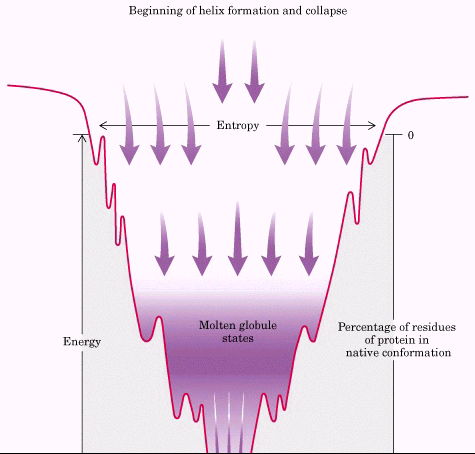 Beginning of helix formation and collapse
Entropy
0
Molten globule
states
Energy
Percentage of residues
of protein in
native conformation